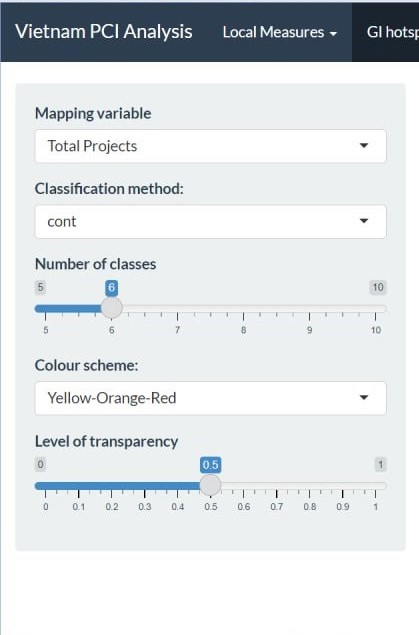 Vietnam PCI Analysis Local Measures GI hotsp
Mapping variable
Total Projects
Classification method:
cont
Number of classes
5 6 10
5 6 7 8 9 10
Colour scheme:
Yellow-Orange-Red
Level of transparency
0 0.5 1
0 0.1 0.2 0.3 0.4 0.5 0.6 0.7 0.8 0.9 1